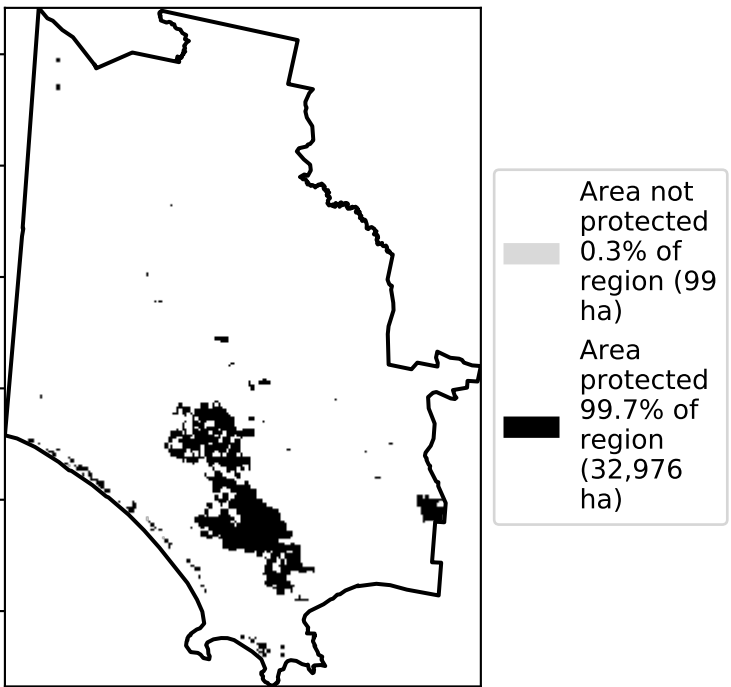 Area not
protected
0.3% of
region (99
ha)
Area
protected
99.7% of
region
(32,976
ha)